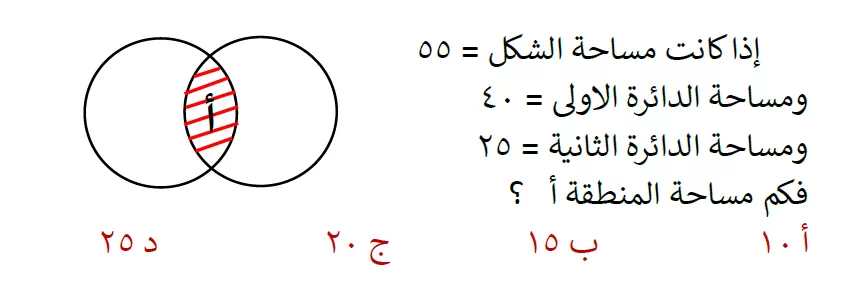 إذا كانت مساحة الشكل = ٥٥
ومساحة الدائرة الاولى = ٤٠
ومساحة الدائرة الثانية = ٢٥
فكم مساحة المنطقة أ ؟
أ
أ ١٠ ب ١٥ ج ٢٠ د ٢٥